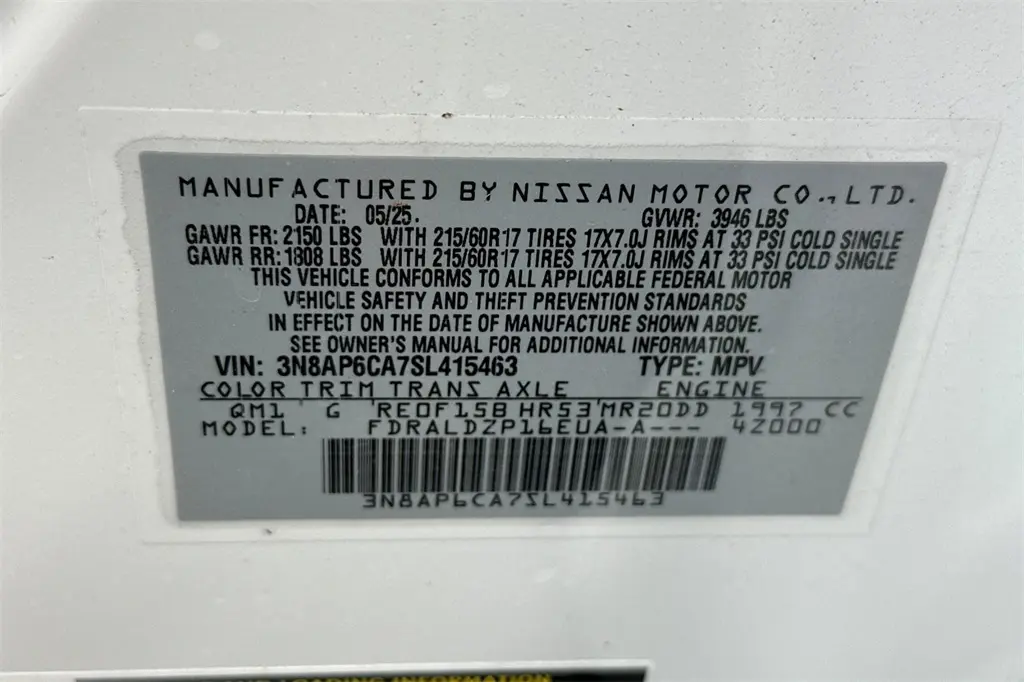 MANUFACTURED BY NISSAN MOTOR CO., LTD.
DATE: 05/25. GVWR: 3946 LBS
GAWR FR: 2150 LBS WITH 215/60R17 TIRES 17X7.0J RIMS AT 33 PSI COLD SINGLE
GAWR RR: 1808 LBS WITH 215/60R17 TIRES 17X7.0J RIMS AT 33 PSI COLD SINGLE
THIS VEHICLE CONFORMS TO ALL APPLICABLE FEDERAL MOTOR
VEHICLE SAFETY AND THEFT PREVENTION STANDARDS
IN EFFECT ON THE DATE OF MANUFACTURE SHOWN ABOVE.
SEE OWNER'S MANUAL FOR ADDITIONAL INFORMATION.
VIN: 3N8AP6CA7SL415463 TYPE: MPV
COLOR TRIM TRANS AXLE ENGINE
QM1 G RE0F15B HR53 MR20DD 1997 CC
MODEL: FDRALDZP16EUA-A--- 42000
3N8AP6CA7SL415463
LOADING INFORMATION